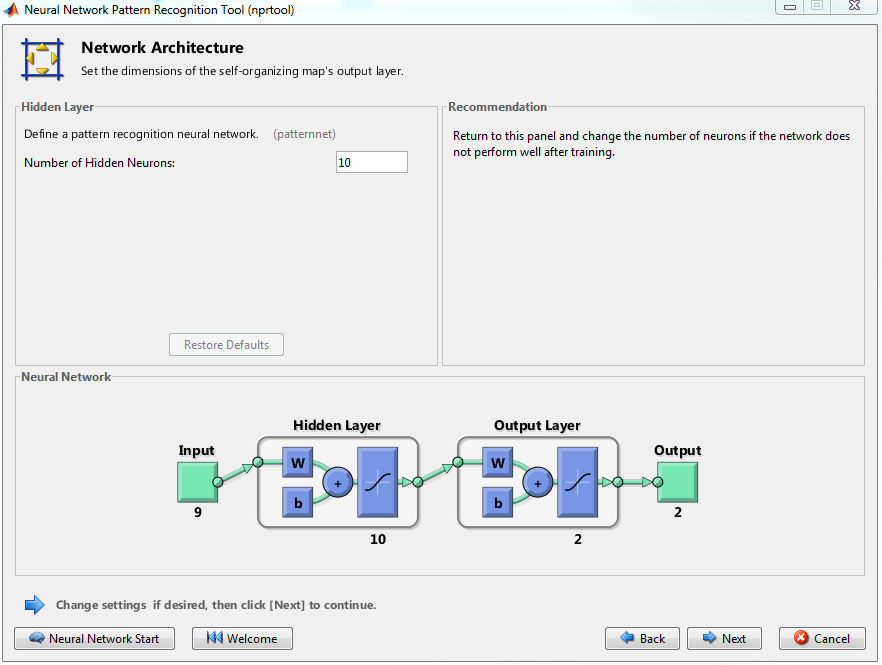 Neural Network Pattern Recognition Tool (nprtool)
Network Architecture
Set the dimensions of the self-organizing map's output layer.
Hidden Layer
Define a pattern recognition neural network. (patternnet)
Number of Hidden Neurons: 10
Restore Defaults
Recommendation
Return to this panel and change the number of neurons if the network does
not perform well after training.
Neural Network
Hidden Layer Output Layer
Input Output
W W
+ +
b b
9 2
10 2
Change settings if desired, then click [Next] to continue.
Neural Network Start Welcome Back Next Cancel